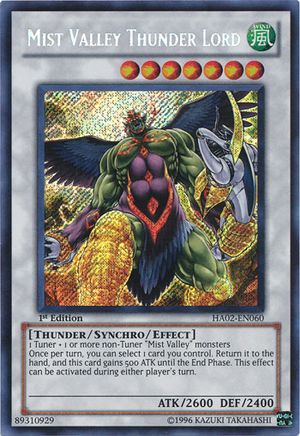 MIST VALLEY THUNDER LORD
WIND
風
1st Edition
HA02-EN060
[THUNDER/SYNCHRO/EFFECT]
1 Tuner + 1 or more non-Tuner "Mist Valley" monsters
Once per turn, you can select 1 card you control. Return it to the
hand, and this card gains 500 ATK until the End Phase. This effect
can be activated during either player's turn.
ATK/2600 DEF/2400
89310929
©1996 KAZUKI TAKAHASHI